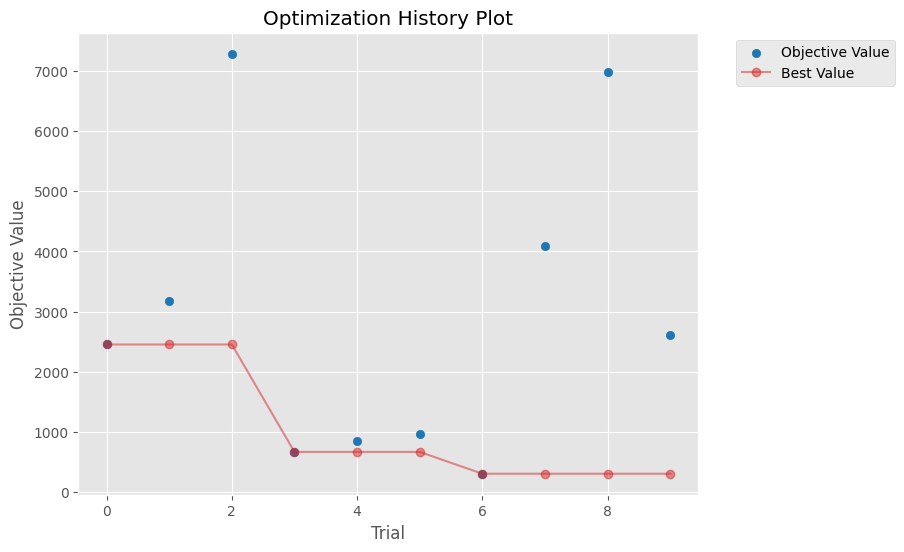 Optimization History Plot
Objective Value
Best Value
7000
6000
5000
4000
3000
2000
1000
0
Objective Value
0 2 4 6 8
Trial